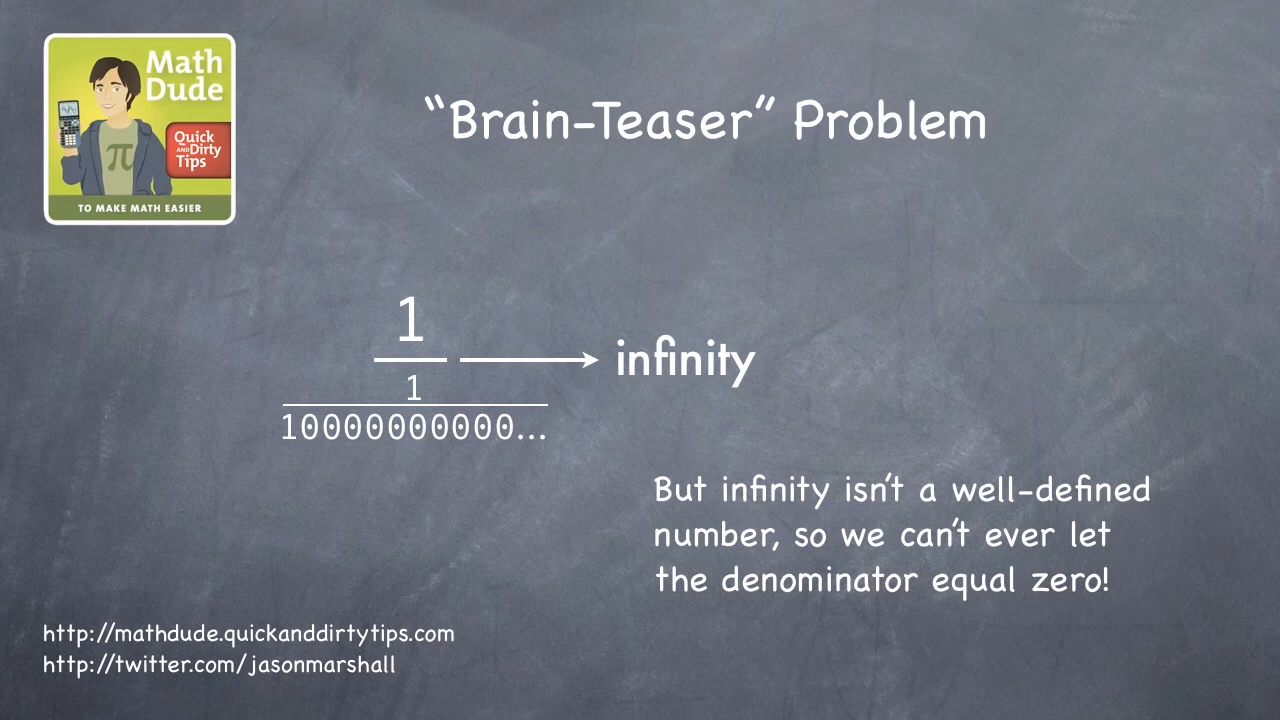 Math
Dude
Quick
AND Dirty
Tips
π
TO MAKE MATH EASIER
“Brain-Teaser” Problem
1
1
10000000000...
infinity
But infinity isn’t a well-defined
number, so we can’t ever let
the denominator equal zero!
http://mathdude.quickanddirtytips.com
http://twitter.com/jasonmarshall